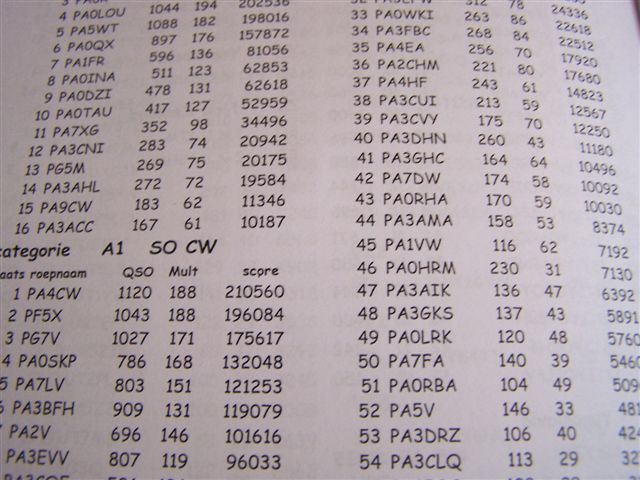 4 PA0LOU 1044 194 202536
5 PA5WT 1088 182 198016
6 PA0QX 897 176 157872
7 PA1FR 596 136 81056
8 PA0INA 511 123 62853
9 PA0DZI 478 131 62618
10 PA0TAU 417 127 52959
11 PA7XG 352 98 34496
12 PA3CNI 283 74 20942
13 PG5M 269 75 20175
14 PA3AHL 272 72 19584
15 PA9CW 183 62 11346
16 PA3ACC 167 61 10187
categorie A1 SO CW
aats roepnaam QSO Mult score
1 PA4CW 1120 188 210560
2 PF5X 1043 188 196084
3 PG7V 1027 171 175617
4 PA0SKP 786 168 132048
5 PA7LV 803 151 121253
6 PA3BFH 909 131 119079
7 PA2V 696 146 101616
PA3EVV 807 119 96033
312 78 24336
33 PA0WKI 263 86 22618
34 PA3FBC 268 84 22512
35 PA4EA 256 70 17920
36 PA2CHM 221 80 17680
37 PA4HF 243 61 14823
38 PA3CUI 213 59 12567
39 PA3CVY 175 70 12250
40 PA3DHN 260 43 11180
41 PA3GHC 164 64 10496
42 PA7DW 174 58 10092
43 PA0RHA 170 59 10030
44 PA3AMA 158 53 8374
45 PA1VW 116 62 7192
46 PA0HRM 230 31 7130
47 PA3AIK 136 47 6392
48 PA3GKS 137 43 5891
49 PA0LRK 120 48 5760
50 PA7FA 140 39 5460
51 PA0RBA 104 49 509
52 PA5V 146 33 481
53 PA3DRZ 106 40 424
54 PA3CLQ 113 29 32